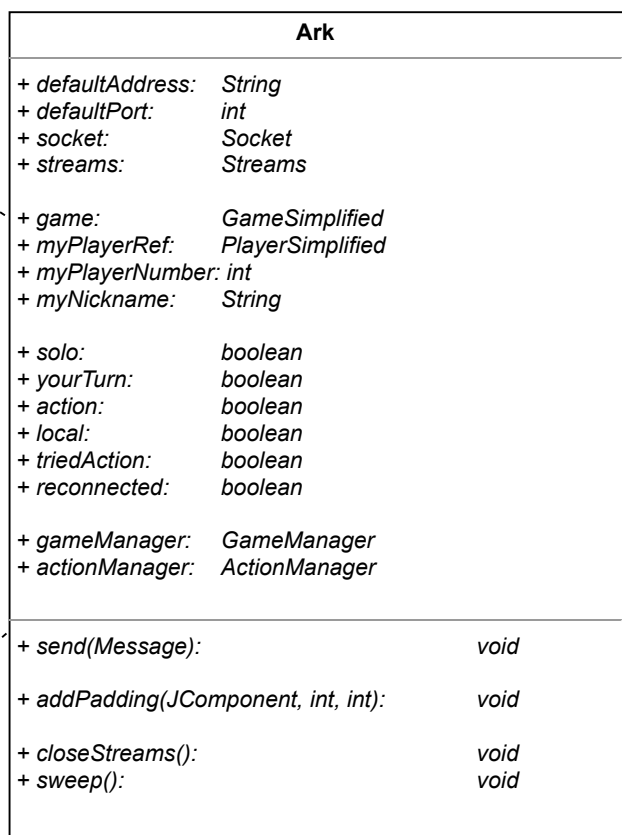 Ark
+ defaultAddress: String
+ defaultPort: int
+ socket: Socket
+ streams: Streams
+ game: GameSimplified
+ myPlayerRef: PlayerSimplified
+ myPlayerNumber: int
+ myNickname: String
+ solo: boolean
+ yourTurn: boolean
+ action: boolean
+ local: boolean
+ triedAction: boolean
+ reconnected: boolean
+ gameManager: GameManager
+ actionManager: ActionManager
+ send(Message): void
+ addPadding(JComponent, int, int): void
+ closeStreams(): void
+ sweep(): void